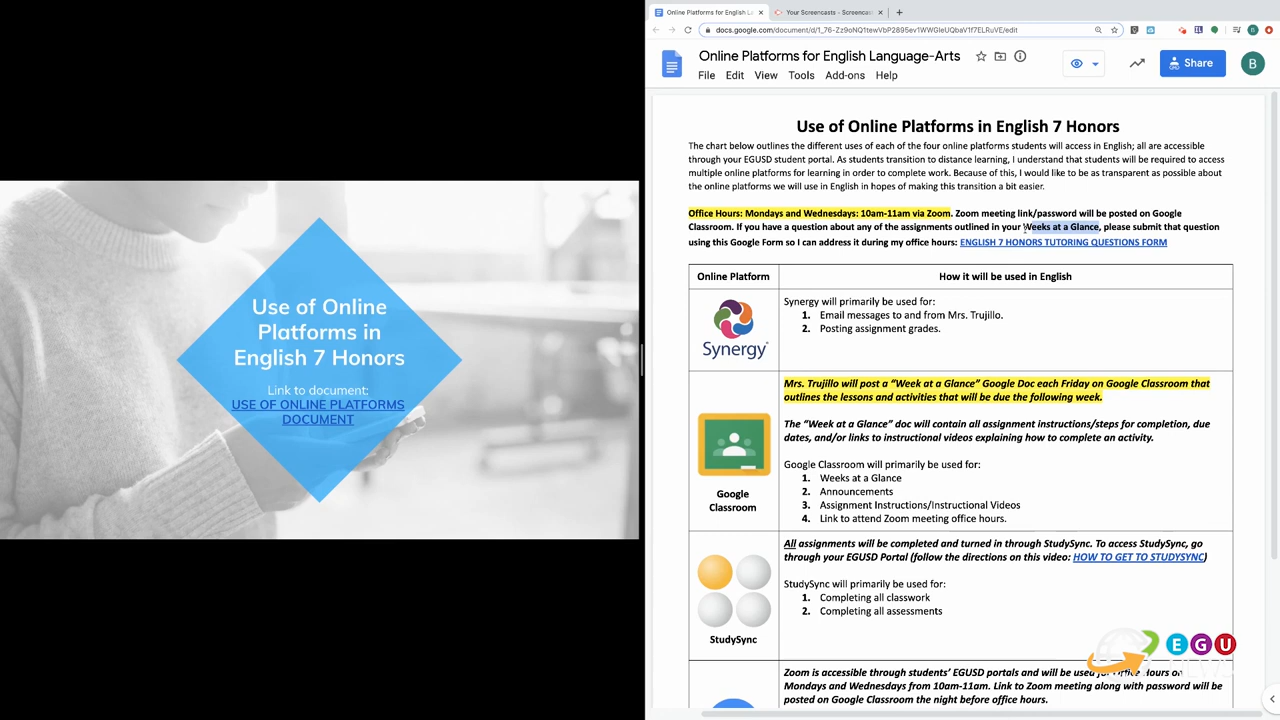 Online Platforms for English La
Your Screencasts - Screencast
docs.google.com/document/d/1_76-Zz9oNQ1tewVbP2895ev1WWGleUQbaV1f7ELRuVE/edit
Online Platforms for English Language-Arts
File Edit View Tools Add-ons Help
Share
B
Use of Online
Platforms in
English 7 Honors
Link to document:
USE OF ONLINE PLATFORMS
DOCUMENT
Use of Online Platforms in English 7 Honors
The chart below outlines the different uses of each of the four online platforms students will access in English; all are accessible
through your EGUSD student portal. As students transition to distance learning, I understand that students will be required to access
multiple online platforms for learning in order to complete work. Because of this, I would like to be as transparent as possible about
the online platforms we will use in English in hopes of making this transition a bit easier.
Office Hours: Mondays and Wednesdays: 10am-11am via Zoom. Zoom meeting link/password will be posted on Google
Classroom. If you have a question about any of the assignments outlined in your Weeks at a Glance, please submit that question
using this Google Form so I can address it during my office hours: ENGLISH 7 HONORS TUTORING QUESTIONS FORM
Online Platform
How it will be used in English
Synergy
Synergy will primarily be used for:
1. Email messages to and from Mrs. Trujillo.
2. Posting assignment grades.
Mrs. Trujillo will post a “Week at a Glance” Google Doc each Friday on Google Classroom that
outlines the lessons and activities that will be due the following week.
The “Week at a Glance” doc will contain all assignment instructions/steps for completion, due
dates, and/or links to instructional videos explaining how to complete an activity.
Google Classroom will primarily be used for:
1. Weeks at a Glance
2. Announcements
3. Assignment Instructions/Instructional Videos
4. Link to attend Zoom meeting office hours.
Google
Classroom
All assignments will be completed and turned in through StudySync. To access StudySync, go
through your EGUSD Portal (follow the directions on this video: HOW TO GET TO STUDYSYNC)
StudySync will primarily be used for:
1. Completing all classwork
2. Completing all assessments
StudySync
E G U
Zoom is accessible through students’ EGUSD portals and will be used for Office Hours on
Mondays and Wednesdays from 10am-11am. Link to Zoom meeting along with password will be
posted on Google Classroom the night before office hours.